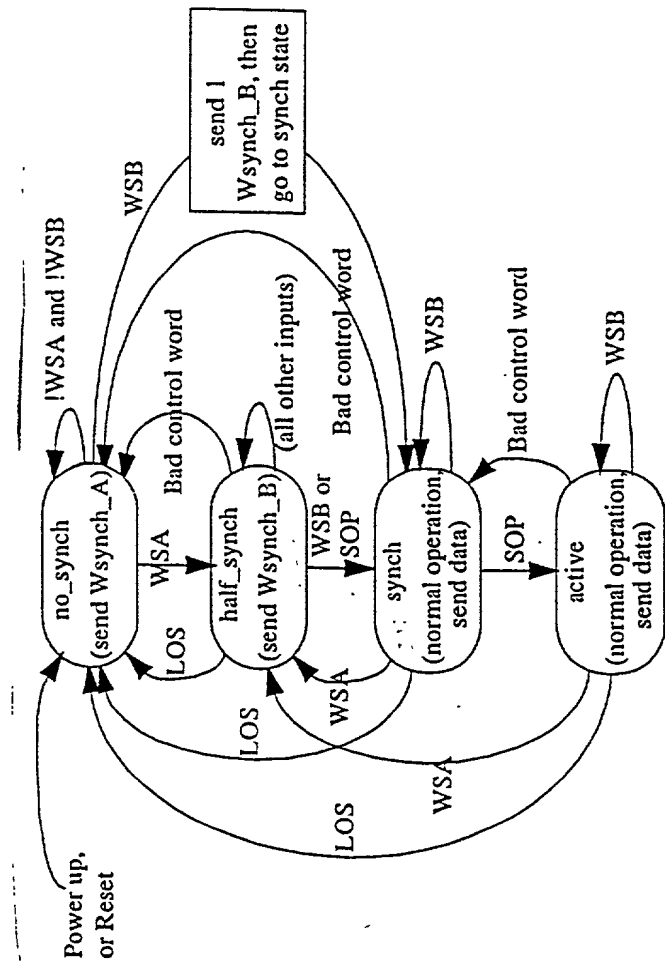 Power up,
or Reset
no_synch
(send Wsynch_A)
!WSA and !WSB
WSB
send 1
Wsynch_B, then
go to synch state
LOS
WSA
Bad control word
half_synch
(send Wsynch_B)
(all other inputs)
LOS
WSA
WSB or
SOP
Bad control word
synch
(normal operation,
send data)
WSB
LOS
WSA
SOP
Bad control word
active
(normal operation,
send data)
WSB